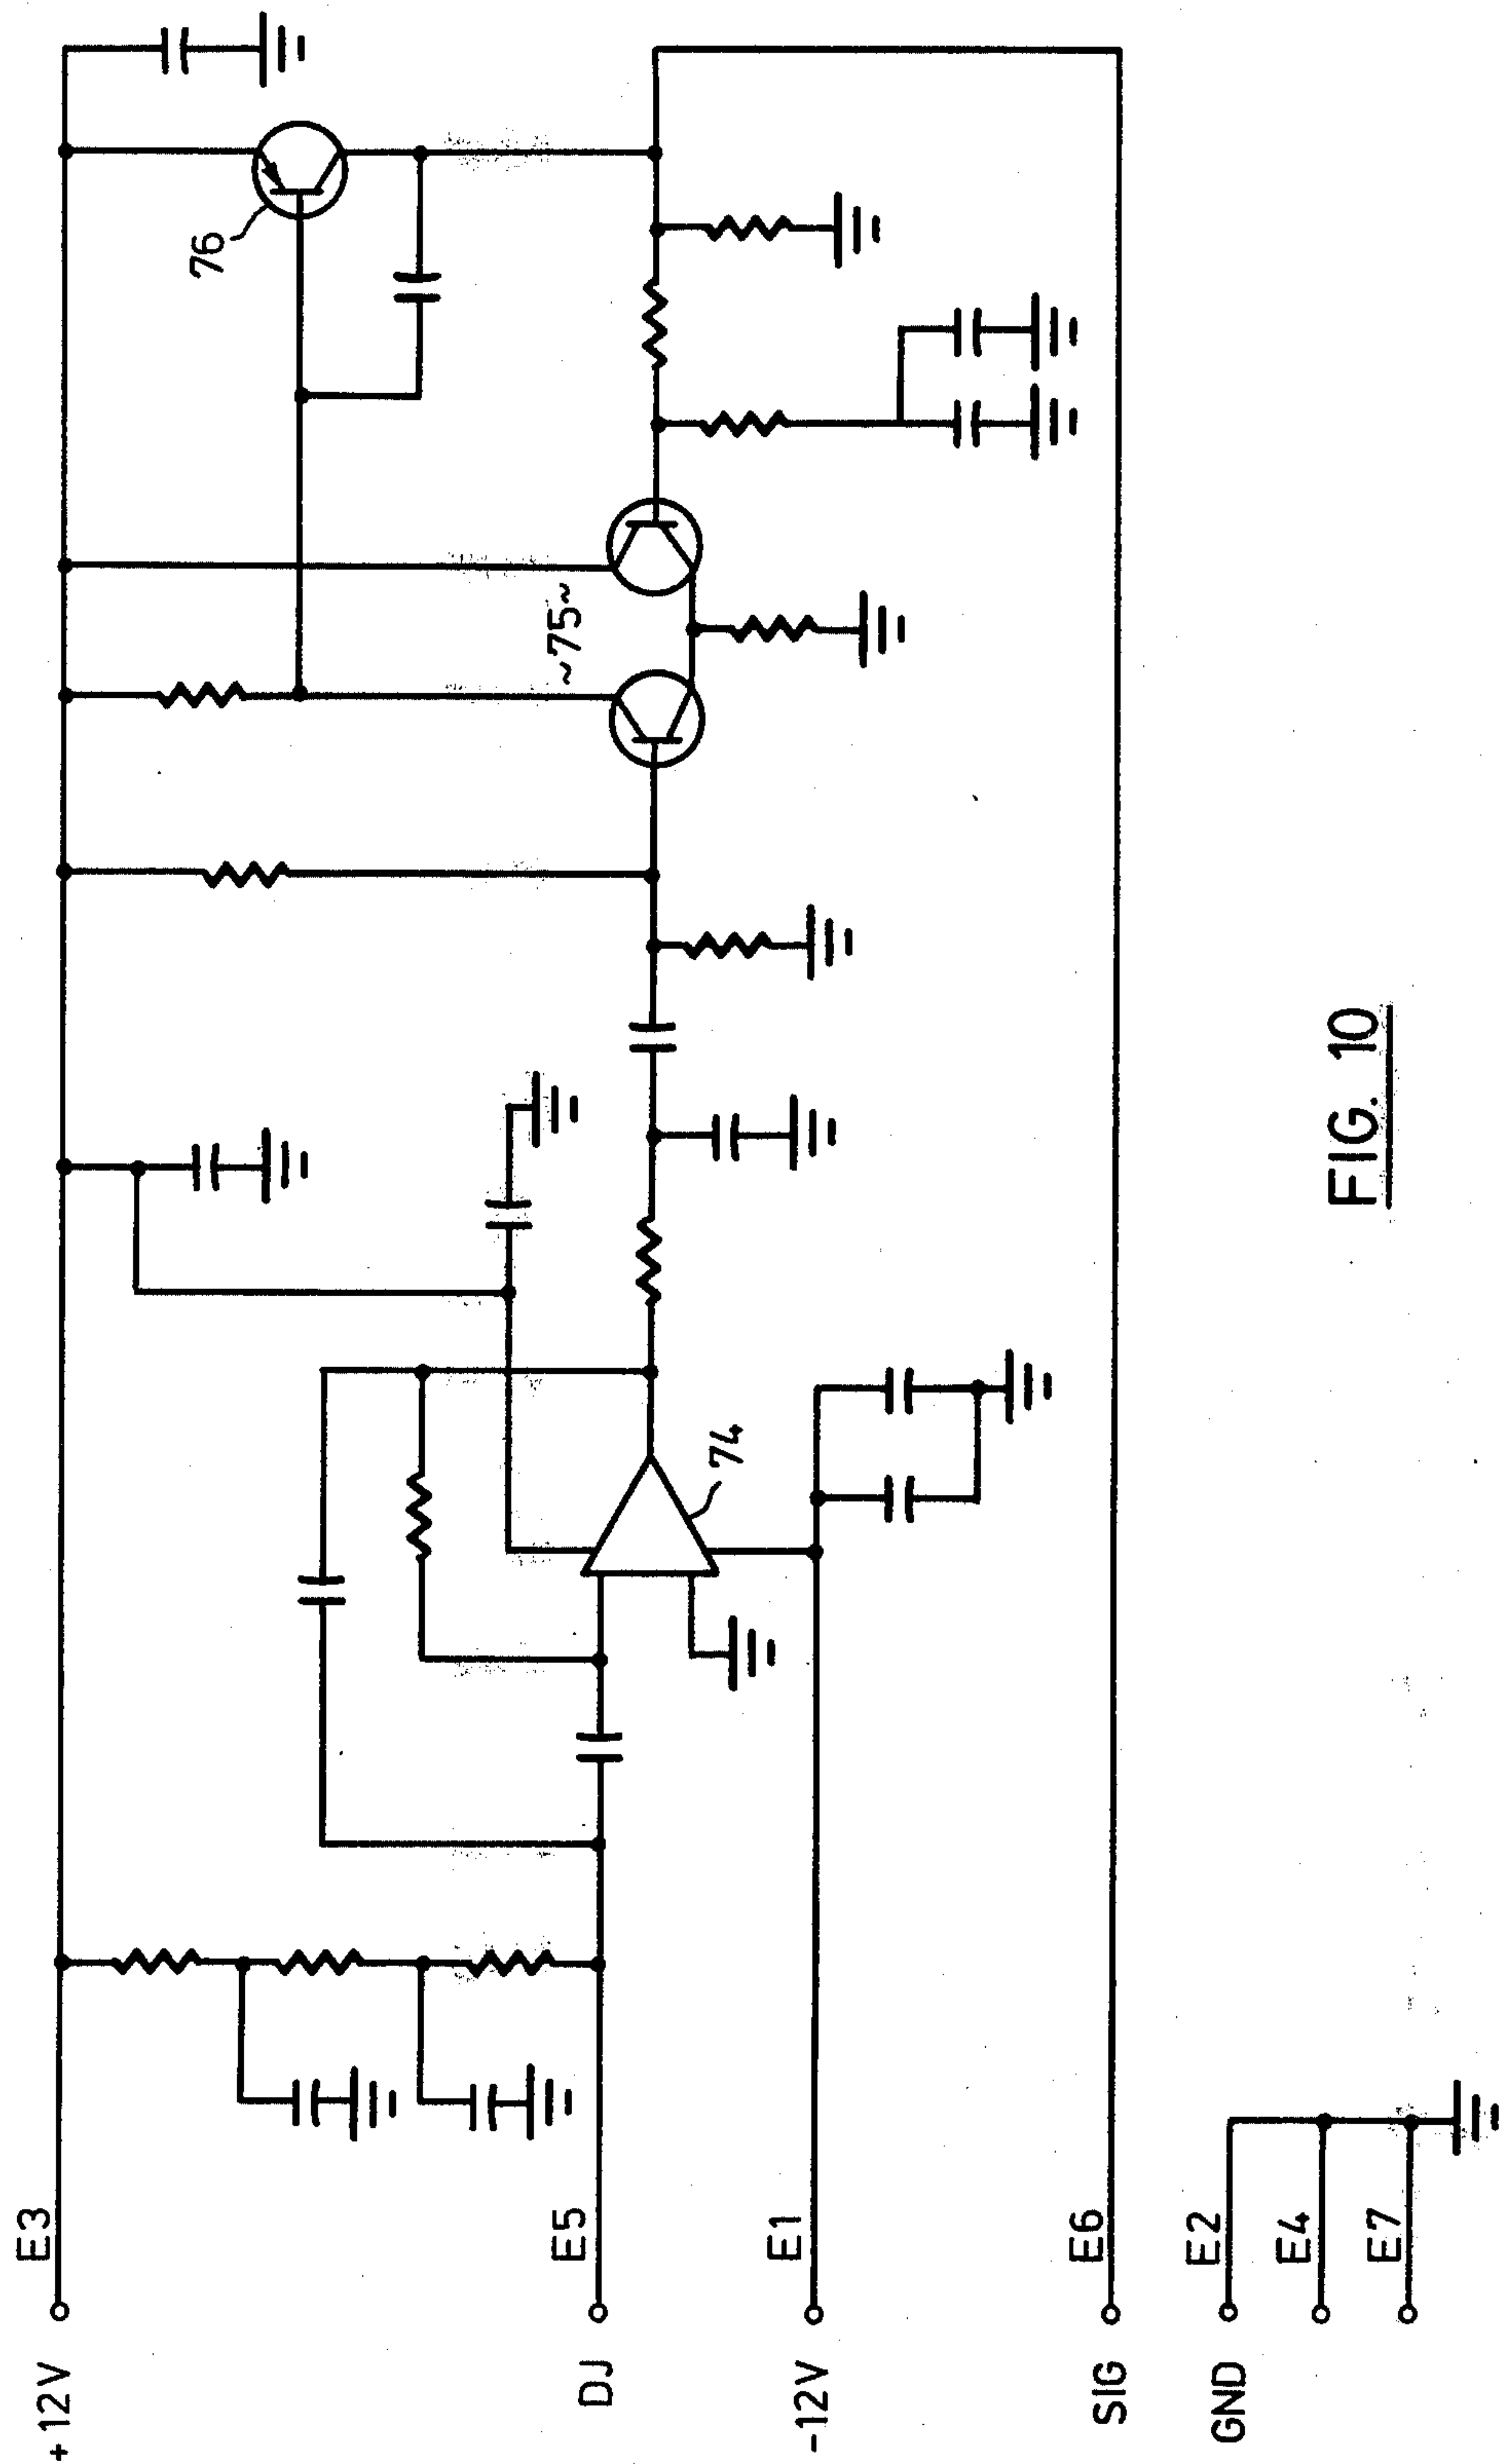 +12V E3
DJ E5
-12V E1
SIG E6
GND E2
E4
E7
74
~75~
76
FIG. 10